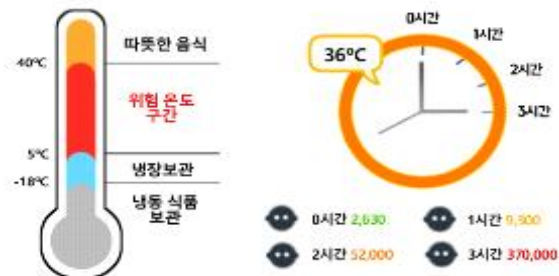 따뜻한 음식
40℃
위험 온도
구간
5℃
냉장보관
-18℃
냉동 식품
보관
36℃
0시간
1시간
2시간
3시간
0시간 2,630
1시간 9,300
2시간 52,000
3시간 370,000